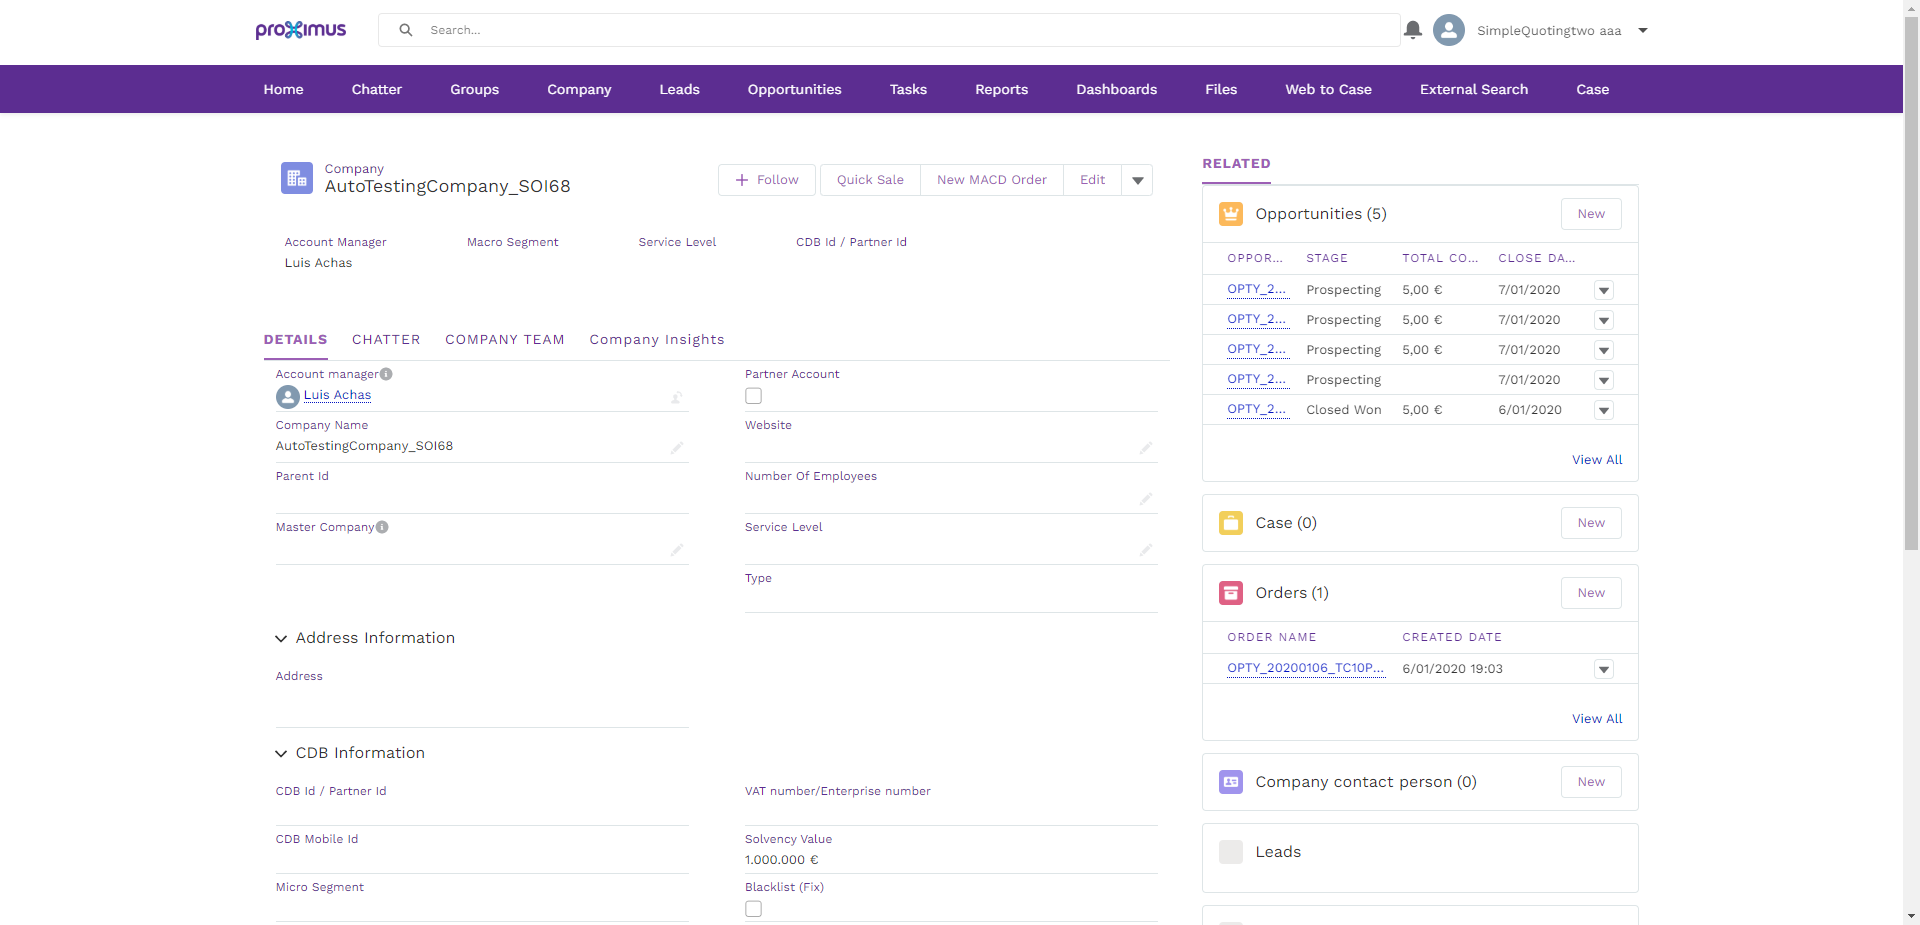 proximus
Search...
SimpleQuotingtwo aaa
Home Chatter Groups Company Leads Opportunities Tasks Reports Dashboards Files Web to Case External Search Case
Company
AutoTestingCompany_SOI68
Follow Quick Sale New MACD Order Edit
Account Manager Macro Segment Service Level CDB Id / Partner Id
Luis Achas
DETAILS CHATTER COMPANY TEAM Company Insights
Account manager Partner Account
Luis Achas
Company Name Website
AutoTestingCompany_SOI68
Parent Id Number Of Employees
Master Company Service Level
Type
Address Information
Address
CDB Information
CDB Id / Partner Id VAT number/Enterprise number
CDB Mobile Id Solvency Value
1.000.000 €
Micro Segment Blacklist (Fix)
RELATED
Opportunities (5) New
OPPOR... STAGE TOTAL CO... CLOSE DA...
OPTY_2... Prospecting 5,00 € 7/01/2020
OPTY_2... Prospecting 5,00 € 7/01/2020
OPTY_2... Prospecting 5,00 € 7/01/2020
OPTY_2... Prospecting 7/01/2020
OPTY_2... Closed Won 5,00 € 6/01/2020
View All
Case (0) New
Orders (1) New
ORDER NAME CREATED DATE
OPTY_20200106_TC10P... 6/01/2020 19:03
View All
Company contact person (0) New
Leads